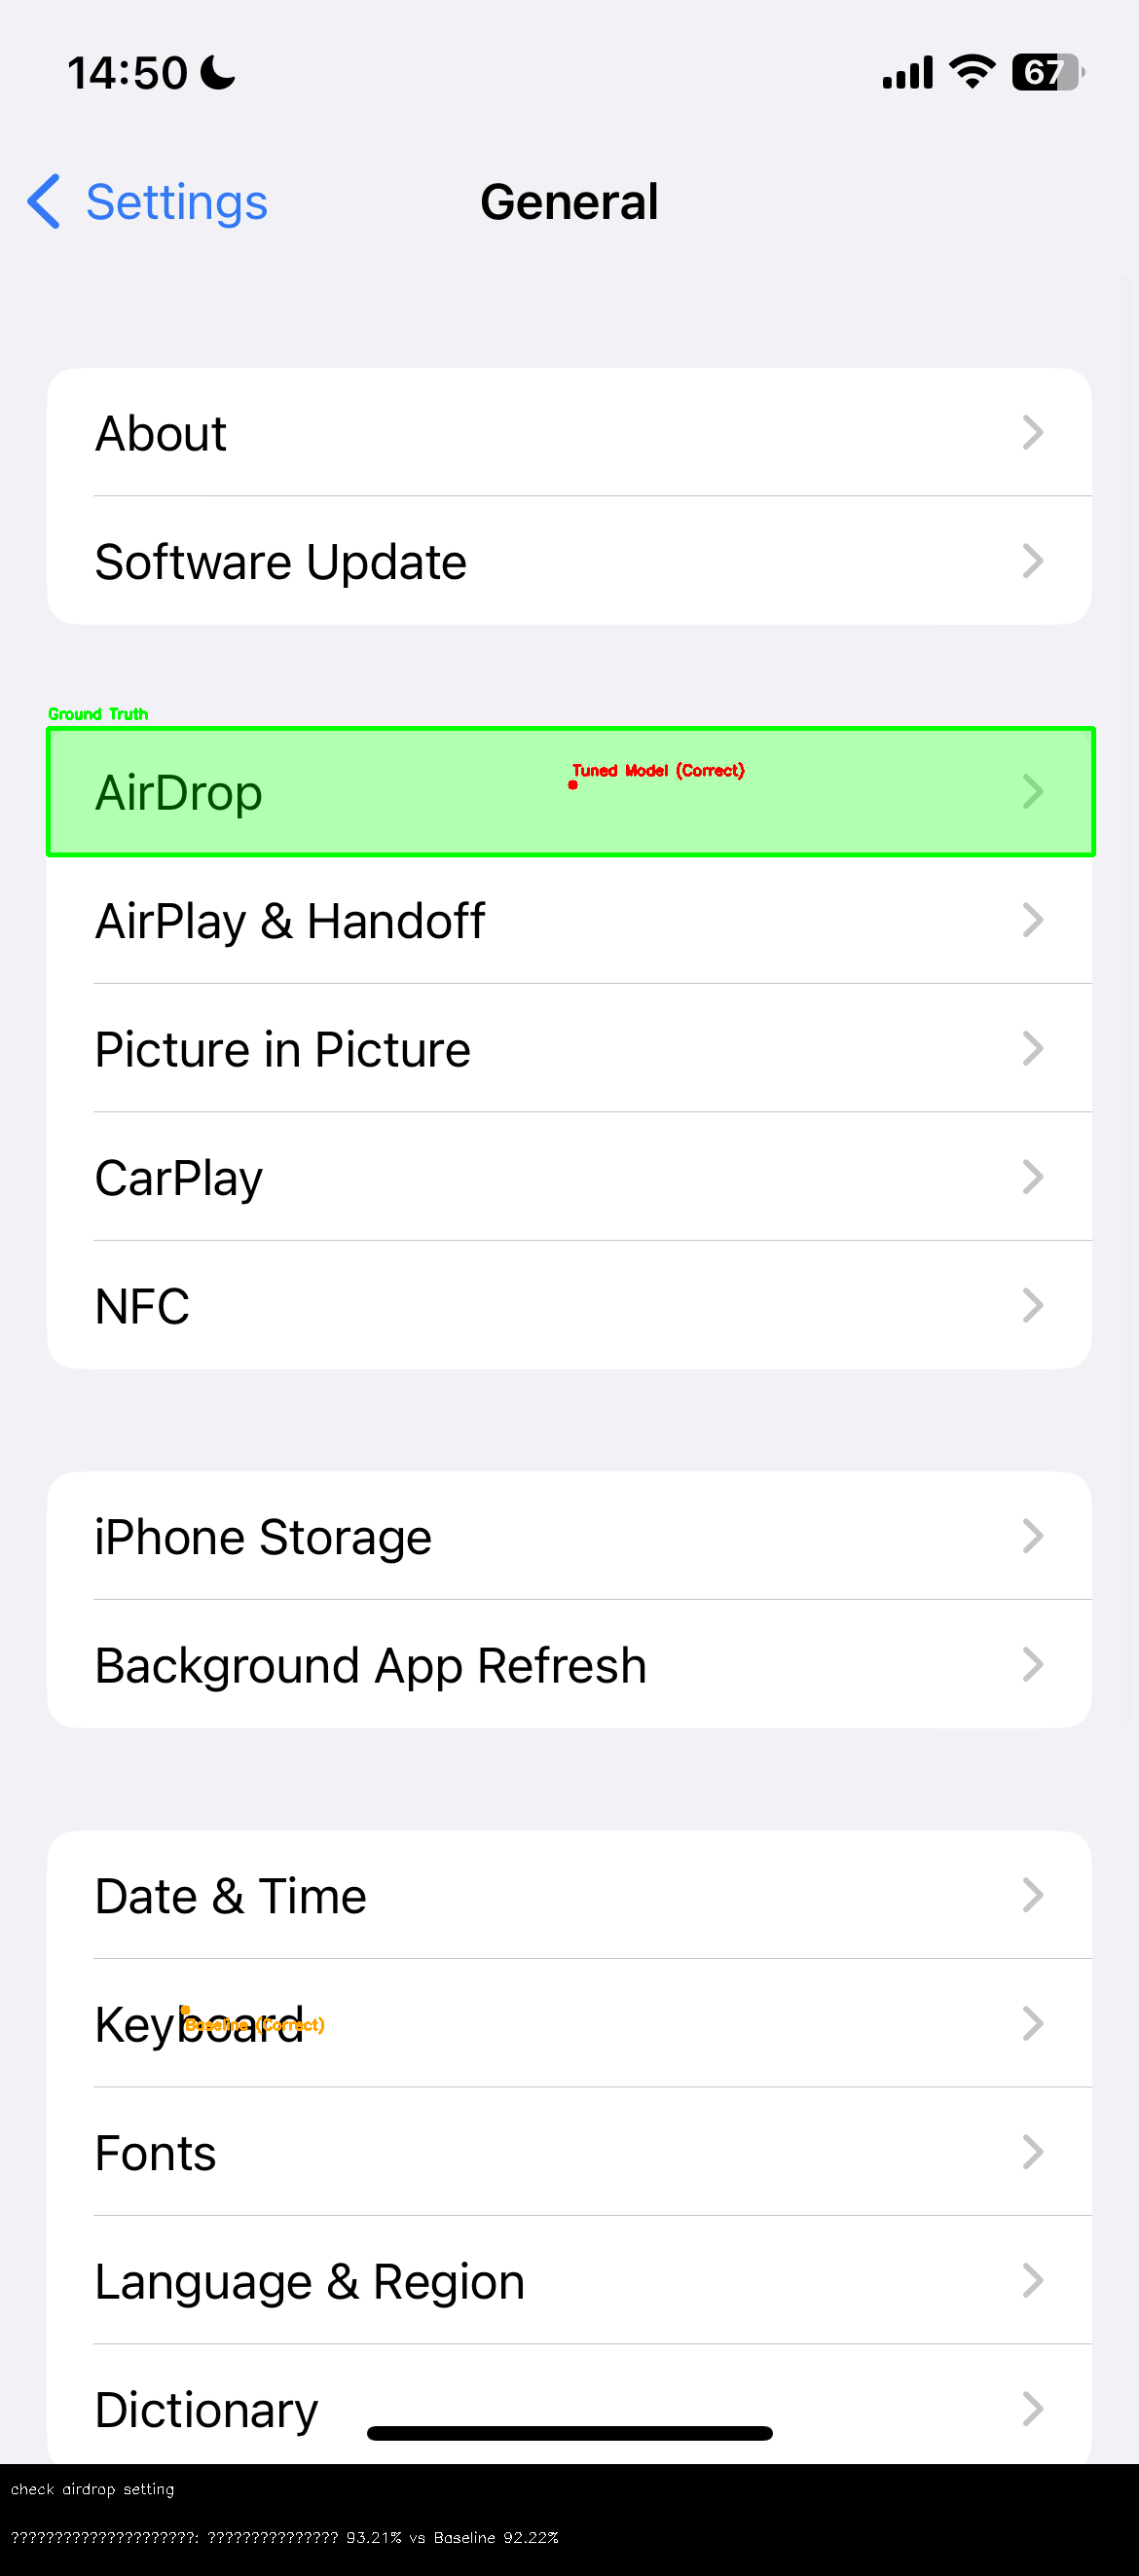 14:50
67
Settings
General
About
Software Update
Ground Truth
Tuned Model (Correct)
AirDrop
AirPlay & Handoff
Picture in Picture
CarPlay
NFC
iPhone Storage
Background App Refresh
Date & Time
Keyboard
Baseline (Correct)
Fonts
Language & Region
Dictionary
check airdrop setting
?????????????????????: ??????????????? 93.21% vs Baseline 92.22%